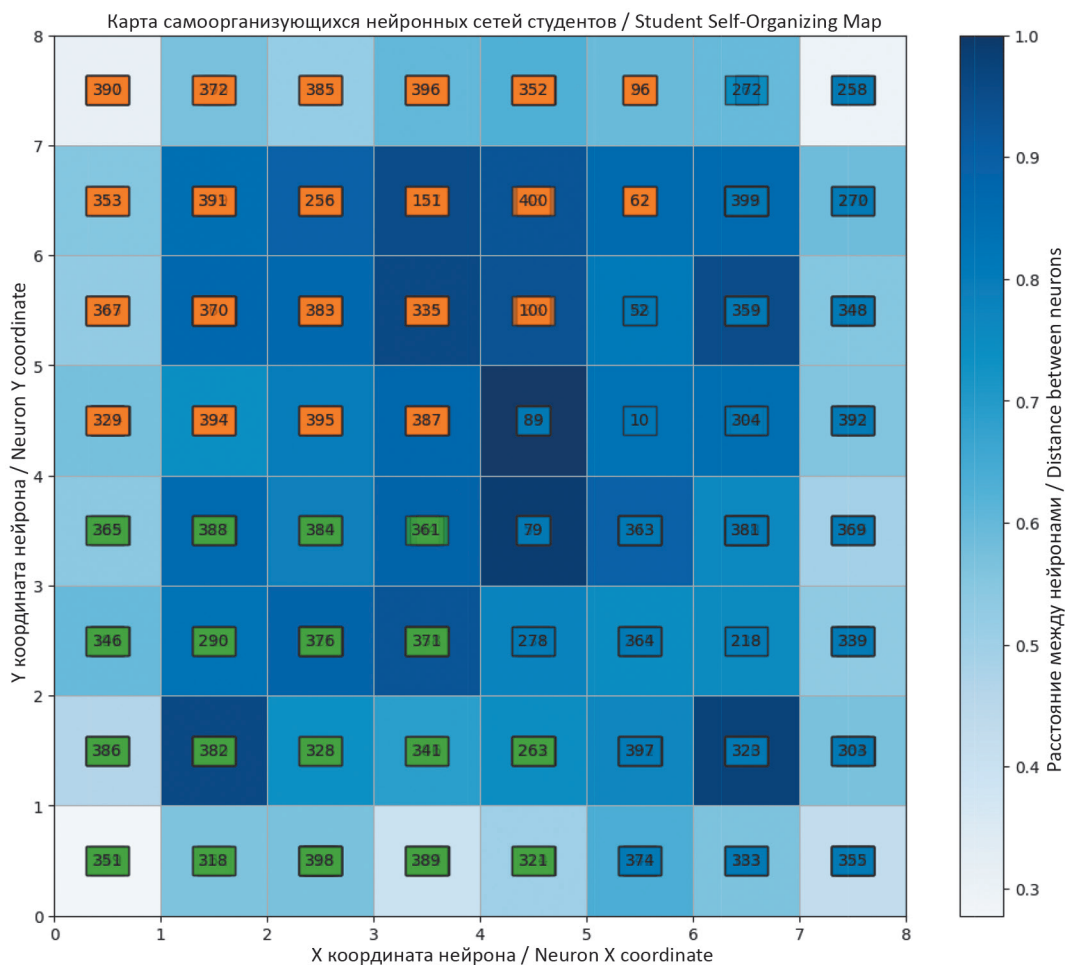 Карта самоорганизующихся нейронных сетей студентов / Student Self-Organizing Map
8
390 372 385 396 352 96 272 258
7
353 391 256 151 400 62 399 270
6
367 370 383 335 100 52 359 348
5
329 394 395 387 89 10 304 392
4
365 388 384 361 79 363 381 369
3
346 290 376 371 278 364 218 339
2
386 382 328 341 263 397 323 303
1
351 318 398 389 321 374 333 355
0
0 1 2 3 4 5 6 7 8
X координата нейрона / Neuron X coordinate
Y координата нейрона / Neuron Y coordinate
1.0
0.9
0.8
0.7
0.6
0.5
0.4
0.3
Расстояние между нейронами / Distance between neurons